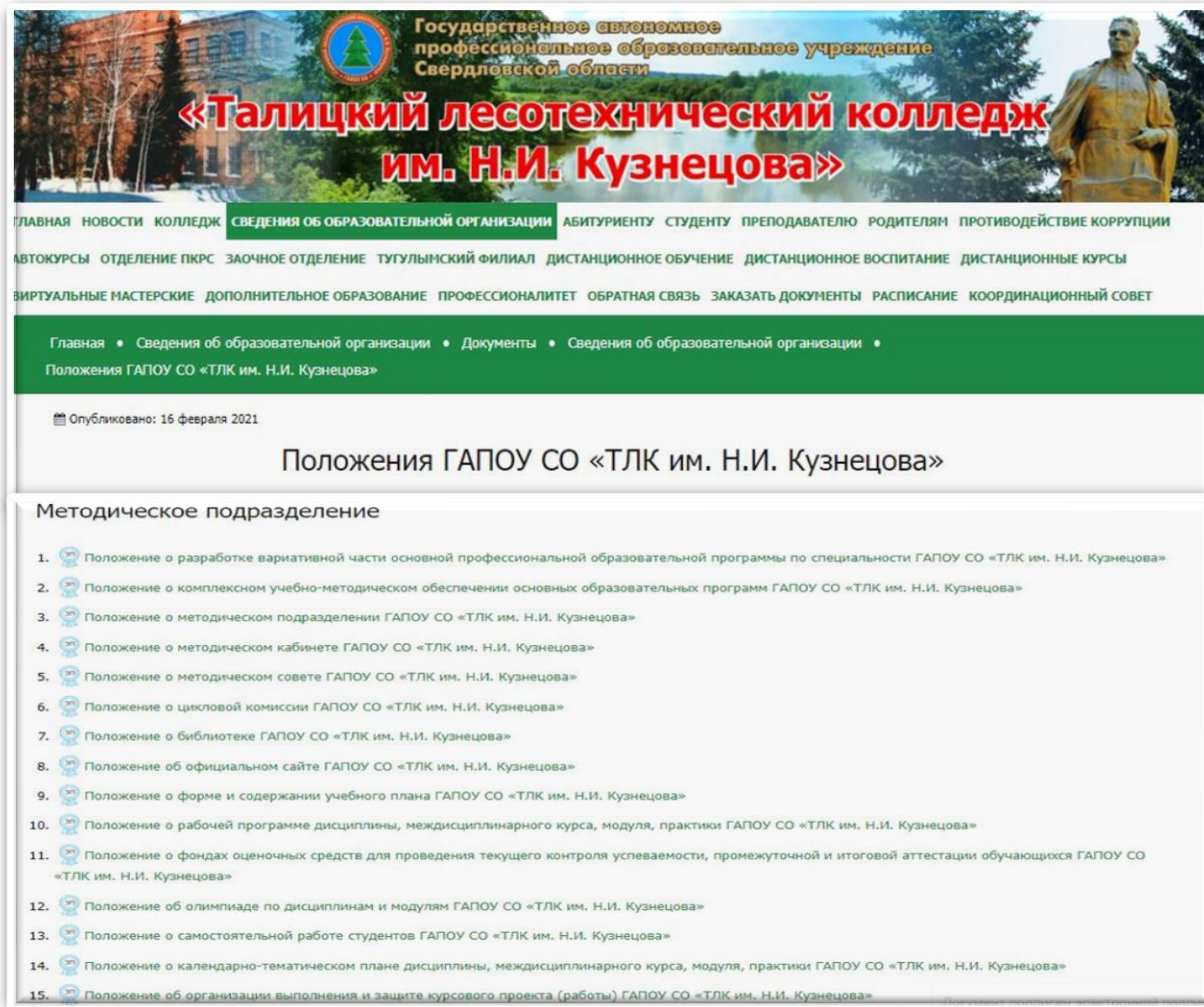 Государственное автономное
профессиональное образовательное учреждение
Свердловской области
«Талицкий лесотехнический колледж
им. Н.И. Кузнецова»
ГЛАВНАЯ НОВОСТИ КОЛЛЕДЖ СВЕДЕНИЯ ОБ ОБРАЗОВАТЕЛЬНОЙ ОРГАНИЗАЦИИ АБИТУРИЕНТУ СТУДЕНТУ ПРЕПОДАВАТЕЛЮ РОДИТЕЛЯМ ПРОТИВОДЕЙСТВИЕ КОРРУПЦИИ
АВТОКУРСЫ ОТДЕЛЕНИЕ ПКРС ЗАОЧНОЕ ОТДЕЛЕНИЕ ТУГУЛЫМСКИЙ ФИЛИАЛ ДИСТАНЦИОННОЕ ОБУЧЕНИЕ ДИСТАНЦИОННОЕ ВОСПИТАНИЕ ДИСТАНЦИОННЫЕ КУРСЫ
ВИРТУАЛЬНЫЕ МАСТЕРСКИЕ ДОПОЛНИТЕЛЬНОЕ ОБРАЗОВАНИЕ ПРОФЕССИОНАЛИТЕТ ОБРАТНАЯ СВЯЗЬ ЗАКАЗАТЬ ДОКУМЕНТЫ РАСПИСАНИЕ КООРДИНАЦИОННЫЙ СОВЕТ
Главная • Сведения об образовательной организации • Документы • Сведения об образовательной организации •
Положения ГАПОУ СО «ТЛК им. Н.И. Кузнецова»
Опубликовано: 16 февраля 2021
Положения ГАПОУ СО «ТЛК им. Н.И. Кузнецова»
Методическое подразделение
1. Положение о разработке вариативной части основной профессиональной образовательной программы по специальности ГАПОУ СО «ТЛК им. Н.И. Кузнецова»
2. Положение о комплексном учебно-методическом обеспечении основных образовательных программ ГАПОУ СО «ТЛК им. Н.И. Кузнецова»
3. Положение о методическом подразделении ГАПОУ СО «ТЛК им. Н.И. Кузнецова»
4. Положение о методическом кабинете ГАПОУ СО «ТЛК им. Н.И. Кузнецова»
5. Положение о методическом совете ГАПОУ СО «ТЛК им. Н.И. Кузнецова»
6. Положение о цикловой комиссии ГАПОУ СО «ТЛК им. Н.И. Кузнецова»
7. Положение о библиотеке ГАПОУ СО «ТЛК им. Н.И. Кузнецова»
8. Положение об официальном сайте ГАПОУ СО «ТЛК им. Н.И. Кузнецова»
9. Положение о форме и содержании учебного плана ГАПОУ СО «ТЛК им. Н.И. Кузнецова»
10. Положение о рабочей программе дисциплины, междисциплинарного курса, модуля, практики ГАПОУ СО «ТЛК им. Н.И. Кузнецова»
11. Положение о фондах оценочных средств для проведения текущего контроля успеваемости, промежуточной и итоговой аттестации обучающихся ГАПОУ СО
«ТЛК им. Н.И. Кузнецова»
12. Положение об олимпиаде по дисциплинам и модулям ГАПОУ СО «ТЛК им. Н.И. Кузнецова»
13. Положение о самостоятельной работе студентов ГАПОУ СО «ТЛК им. Н.И. Кузнецова»
14. Положение о календарно-тематическом плане дисциплины, междисциплинарного курса, модуля, практики ГАПОУ СО «ТЛК им. Н.И. Кузнецова»
15. Положение об организации выполнения и защите курсового проекта (работы) ГАПОУ СО «ТЛК им. Н.И. Кузнецова»